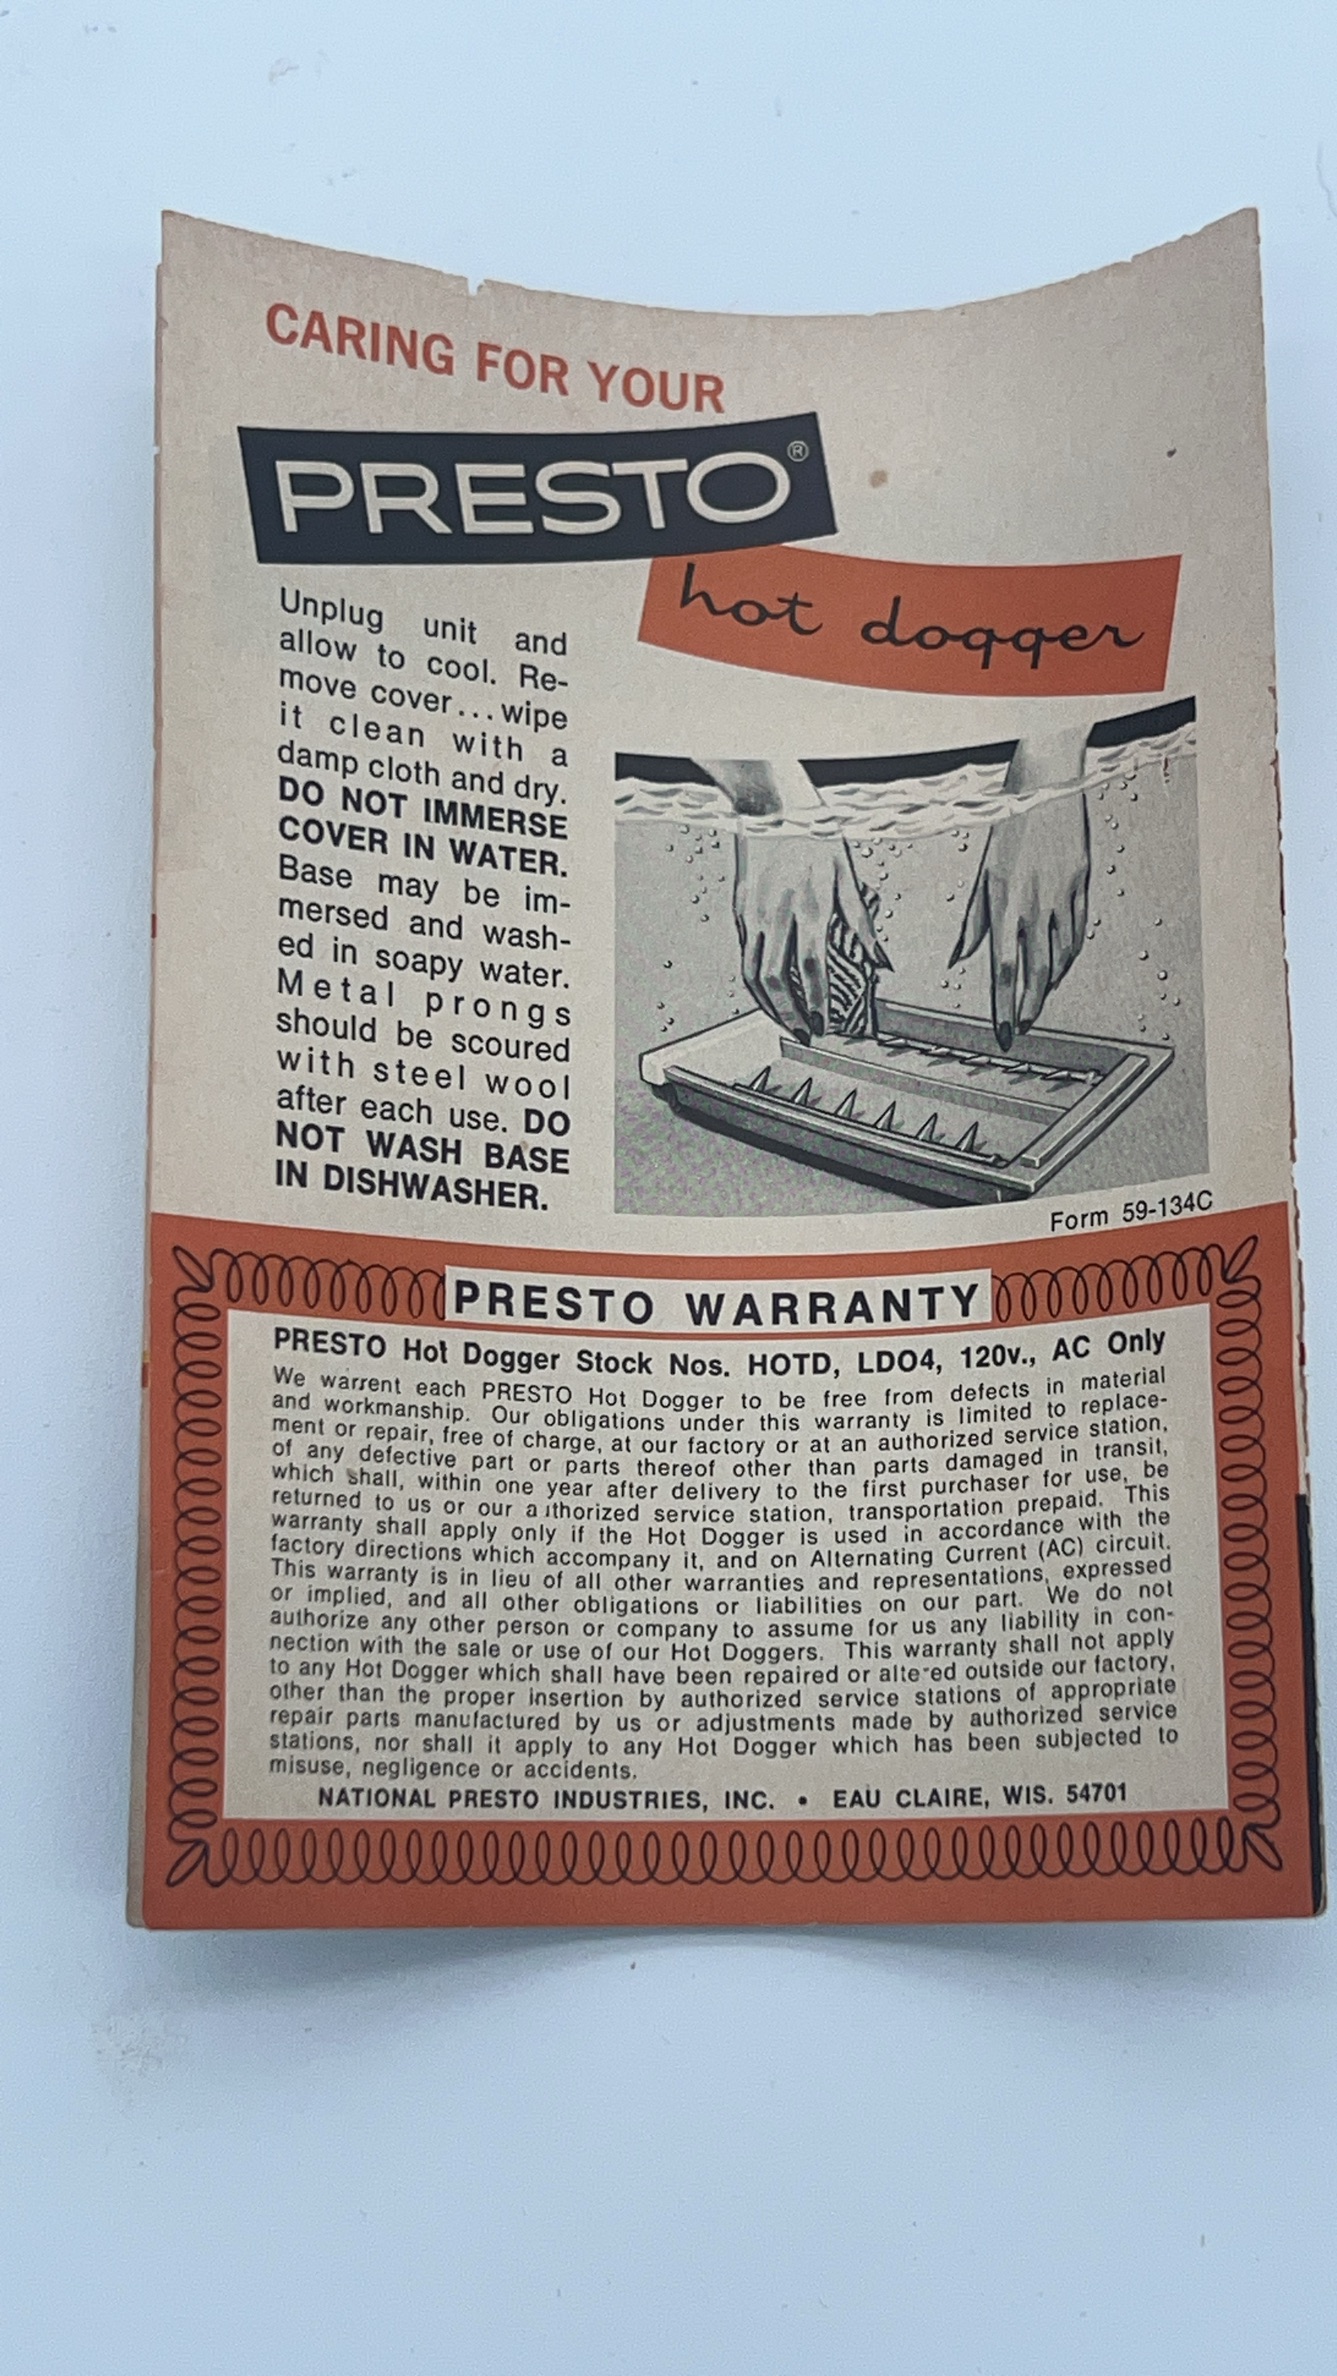 CARING FOR YOUR
PRESTO®
hot dogger
Unplug unit and
allow to cool. Re-
move cover...wipe
it clean with a
damp cloth and dry.
DO NOT IMMERSE
COVER IN WATER.
Base may be im-
mersed and wash-
ed in soapy water.
Metal prongs
should be scoured
with steel wool
after each use. DO
NOT WASH BASE
IN DISHWASHER.
Form 59-134C
PRESTO WARRANTY
PRESTO Hot Dogger Stock Nos. HOTD, LDO4, 120v., AC Only
We warrent each PRESTO Hot Dogger to be free from defects in material
and workmanship. Our obligations under this warranty is limited to replace-
ment or repair, free of charge, at our factory or at an authorized service station,
of any defective part or parts thereof other than parts damaged in transit,
which shall, within one year after delivery to the first purchaser for use, be
returned to us or our authorized service station, transportation prepaid. This
warranty shall apply only if the Hot Dogger is used in accordance with the
factory directions which accompany it, and on Alternating Current (AC) circuit.
This warranty is in lieu of all other warranties and representations, expressed
or implied, and all other obligations or liabilities on our part. We do not
authorize any other person or company to assume for us any liability in con-
nection with the sale or use of our Hot Doggers. This warranty shall not apply
to any Hot Dogger which shall have been repaired or altered outside our factory,
other than the proper insertion by authorized service stations of appropriate
repair parts manufactured by us or adjustments made by authorized service
stations, nor shall it apply to any Hot Dogger which has been subjected to
misuse, negligence or accidents.
NATIONAL PRESTO INDUSTRIES, INC. • EAU CLAIRE, WIS. 54701